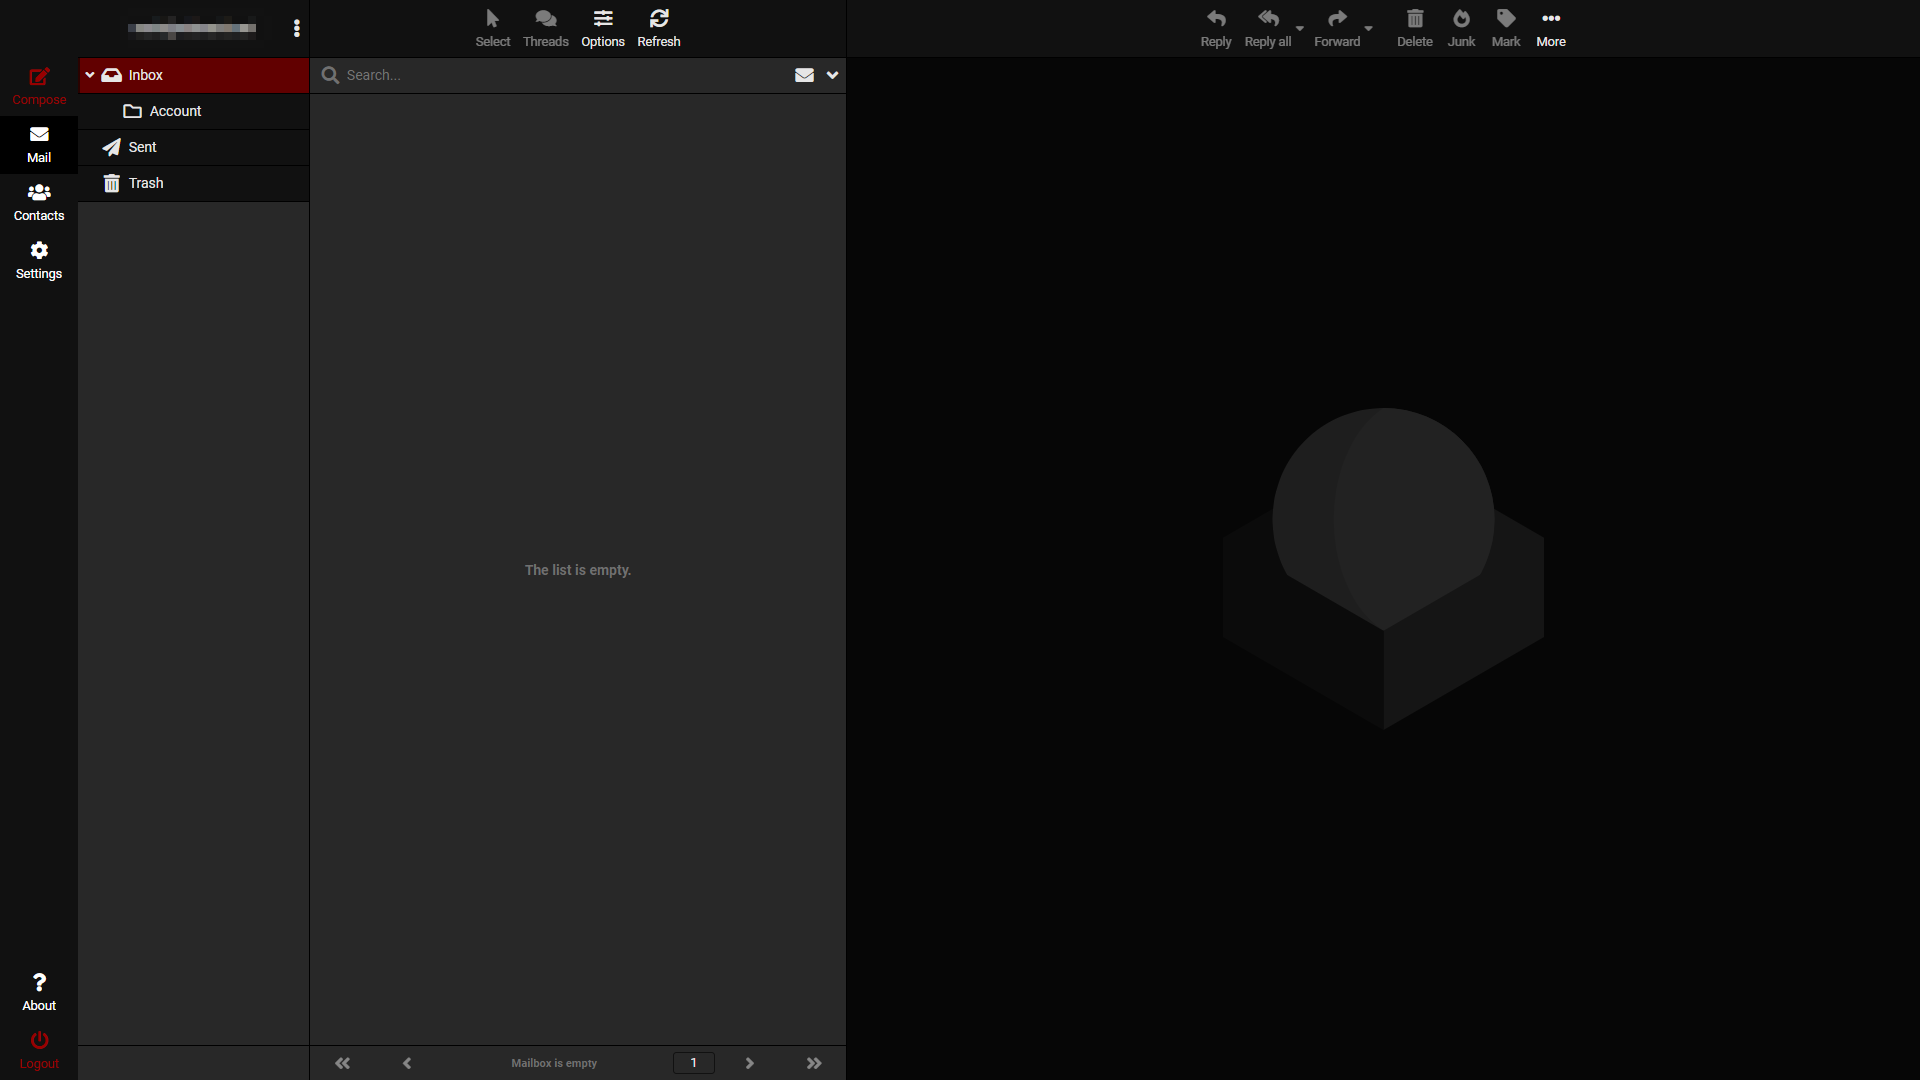 Select Threads Options Refresh
Reply Reply all Forward Delete Junk Mark More
Compose
Mail
Contacts
Settings
About
Logout
Inbox
Account
Sent
Trash
Search...
The list is empty.
Mailbox is empty 1